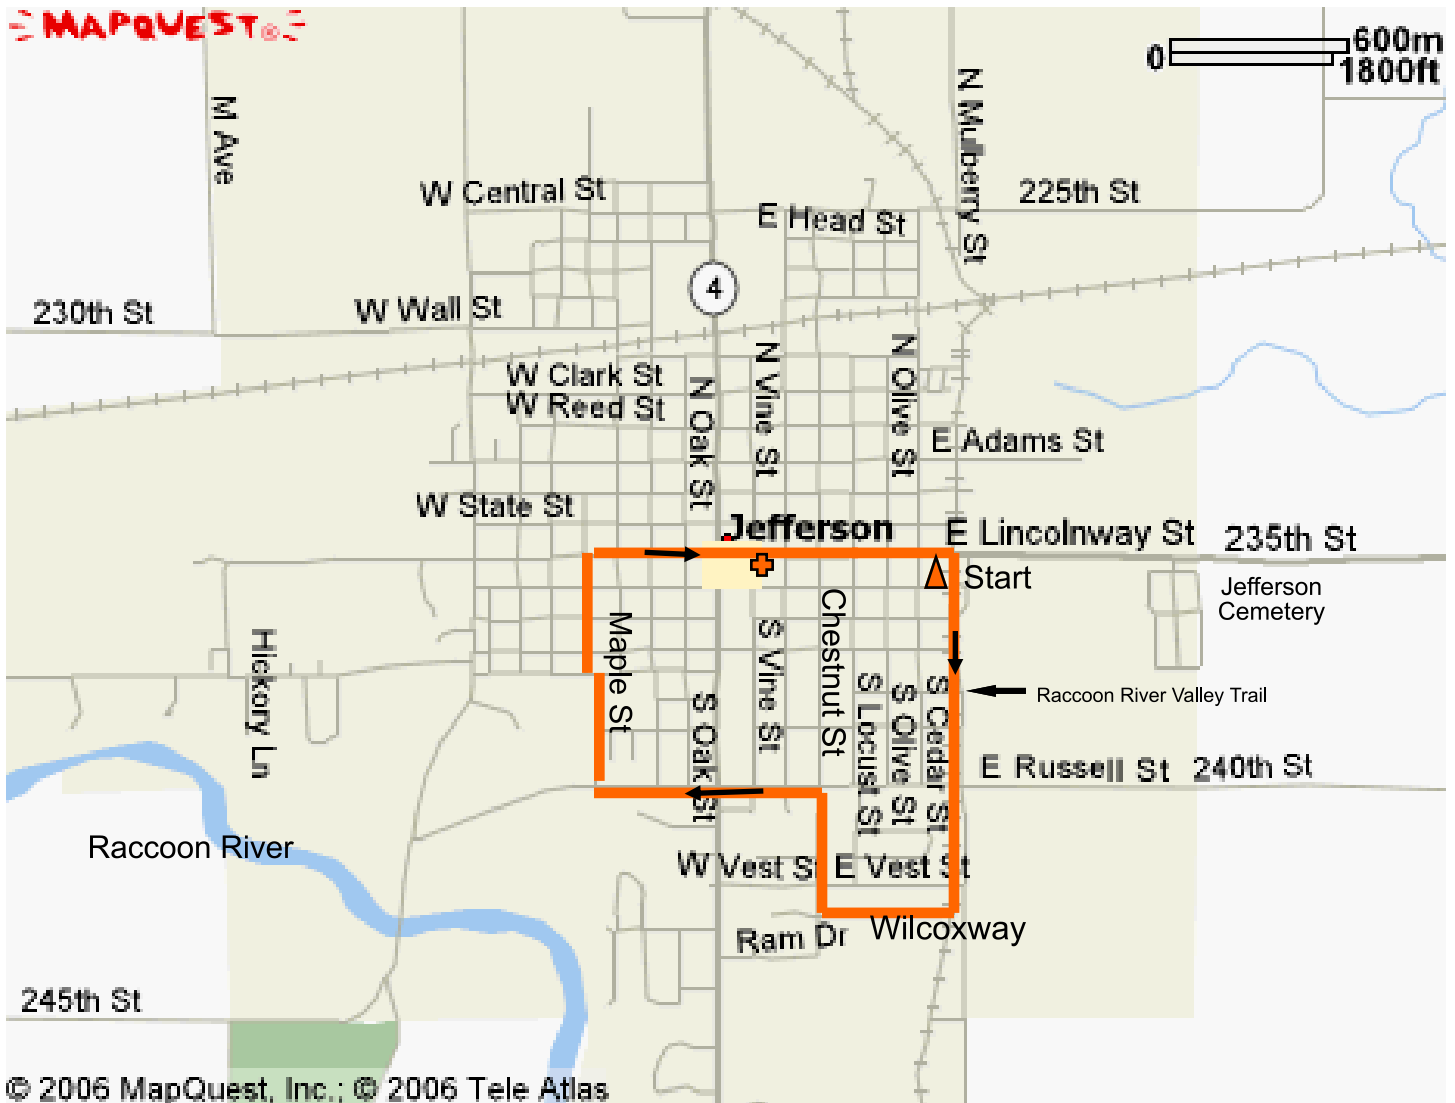 MAPQUEST®
600m
0
1800ft
M Ave
N Mulberry St
W Central St
225th St
E Head St
4
230th St
W Wall St
N Vine St
N Olive St
W Clark St
N Oak St
W Reed St
E Adams St
W State St
Jefferson
E Lincolnway St
235th St
Start
Jefferson
Cemetery
Hickory Ln
Maple St
S Vine St
Chestnut St
S Locust St
S Olive St
S Cedar St
Raccoon River Valley Trail
S Oak St
E Russell St
240th St
Raccoon River
W Vest St
E Vest St
Wilcoxway
Ram Dr
245th St
© 2006 MapQuest, Inc.; © 2006 Tele Atlas